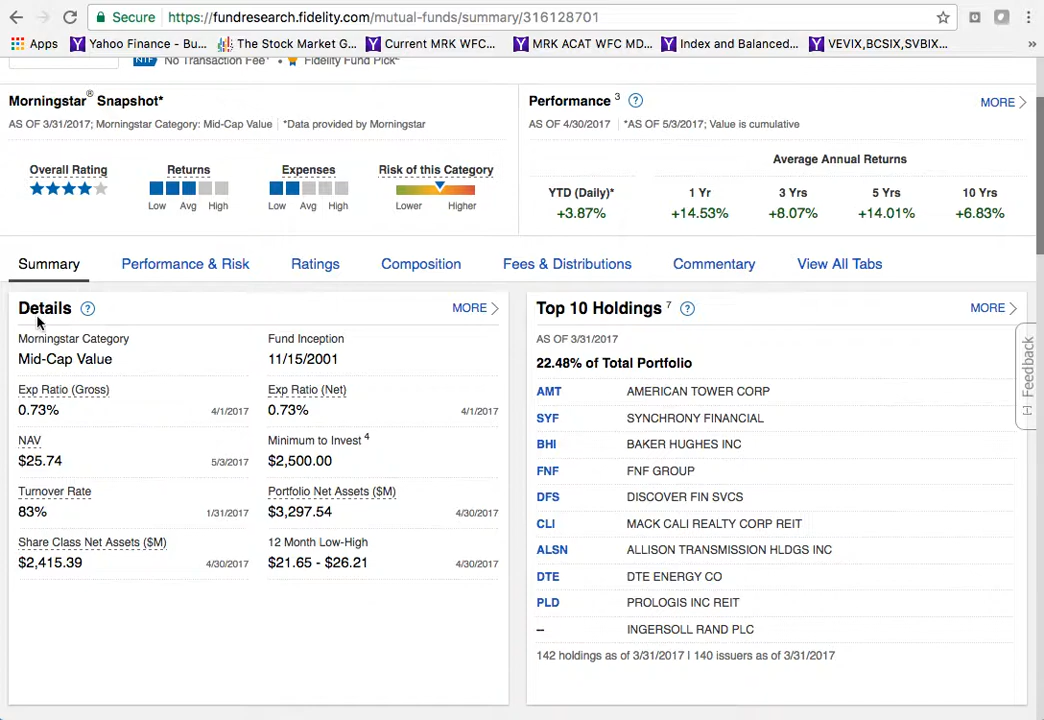 Secure https://fundresearch.fidelity.com/mutual-funds/summary/316128701
Apps Yahoo Finance - Bu... The Stock Market G... Current MRK WFC... MRK ACAT WFC MD... Index and Balanced... VEVIX,BCSIX,SVBIX... »
NTF No Transaction Fee¹ • Fidelity Fund Pick^
Morningstar® Snapshot*
AS OF 3/31/2017; Morningstar Category: Mid-Cap Value *Data provided by Morningstar
Overall Rating Returns Expenses Risk of this Category
Low Avg High Low Avg High Lower Higher
Performance 3 ? MORE
AS OF 4/30/2017 *AS OF 5/3/2017; Value is cumulative
Average Annual Returns
YTD (Daily)* 1 Yr 3 Yrs 5 Yrs 10 Yrs
+3.87% +14.53% +8.07% +14.01% +6.83%
Summary Performance & Risk Ratings Composition Fees & Distributions Commentary View All Tabs
Details ? MORE
Morningstar Category Fund Inception
Mid-Cap Value 11/15/2001
Exp Ratio (Gross) Exp Ratio (Net)
0.73% 4/1/2017 0.73% 4/1/2017
NAV Minimum to Invest 4
$25.74 5/3/2017 $2,500.00
Turnover Rate Portfolio Net Assets ($M)
83% 1/31/2017 $3,297.54 4/30/2017
Share Class Net Assets ($M) 12 Month Low-High
$2,415.39 4/30/2017 $21.65 - $26.21 4/30/2017
Top 10 Holdings 7 ? MORE
AS OF 3/31/2017
22.48% of Total Portfolio
AMT AMERICAN TOWER CORP
SYF SYNCHRONY FINANCIAL
BHI BAKER HUGHES INC
FNF FNF GROUP
DFS DISCOVER FIN SVCS
CLI MACK CALI REALTY CORP REIT
ALSN ALLISON TRANSMISSION HLDGS INC
DTE DTE ENERGY CO
PLD PROLOGIS INC REIT
-- INGERSOLL RAND PLC
142 holdings as of 3/31/2017 | 140 issuers as of 3/31/2017
[-] Feedback